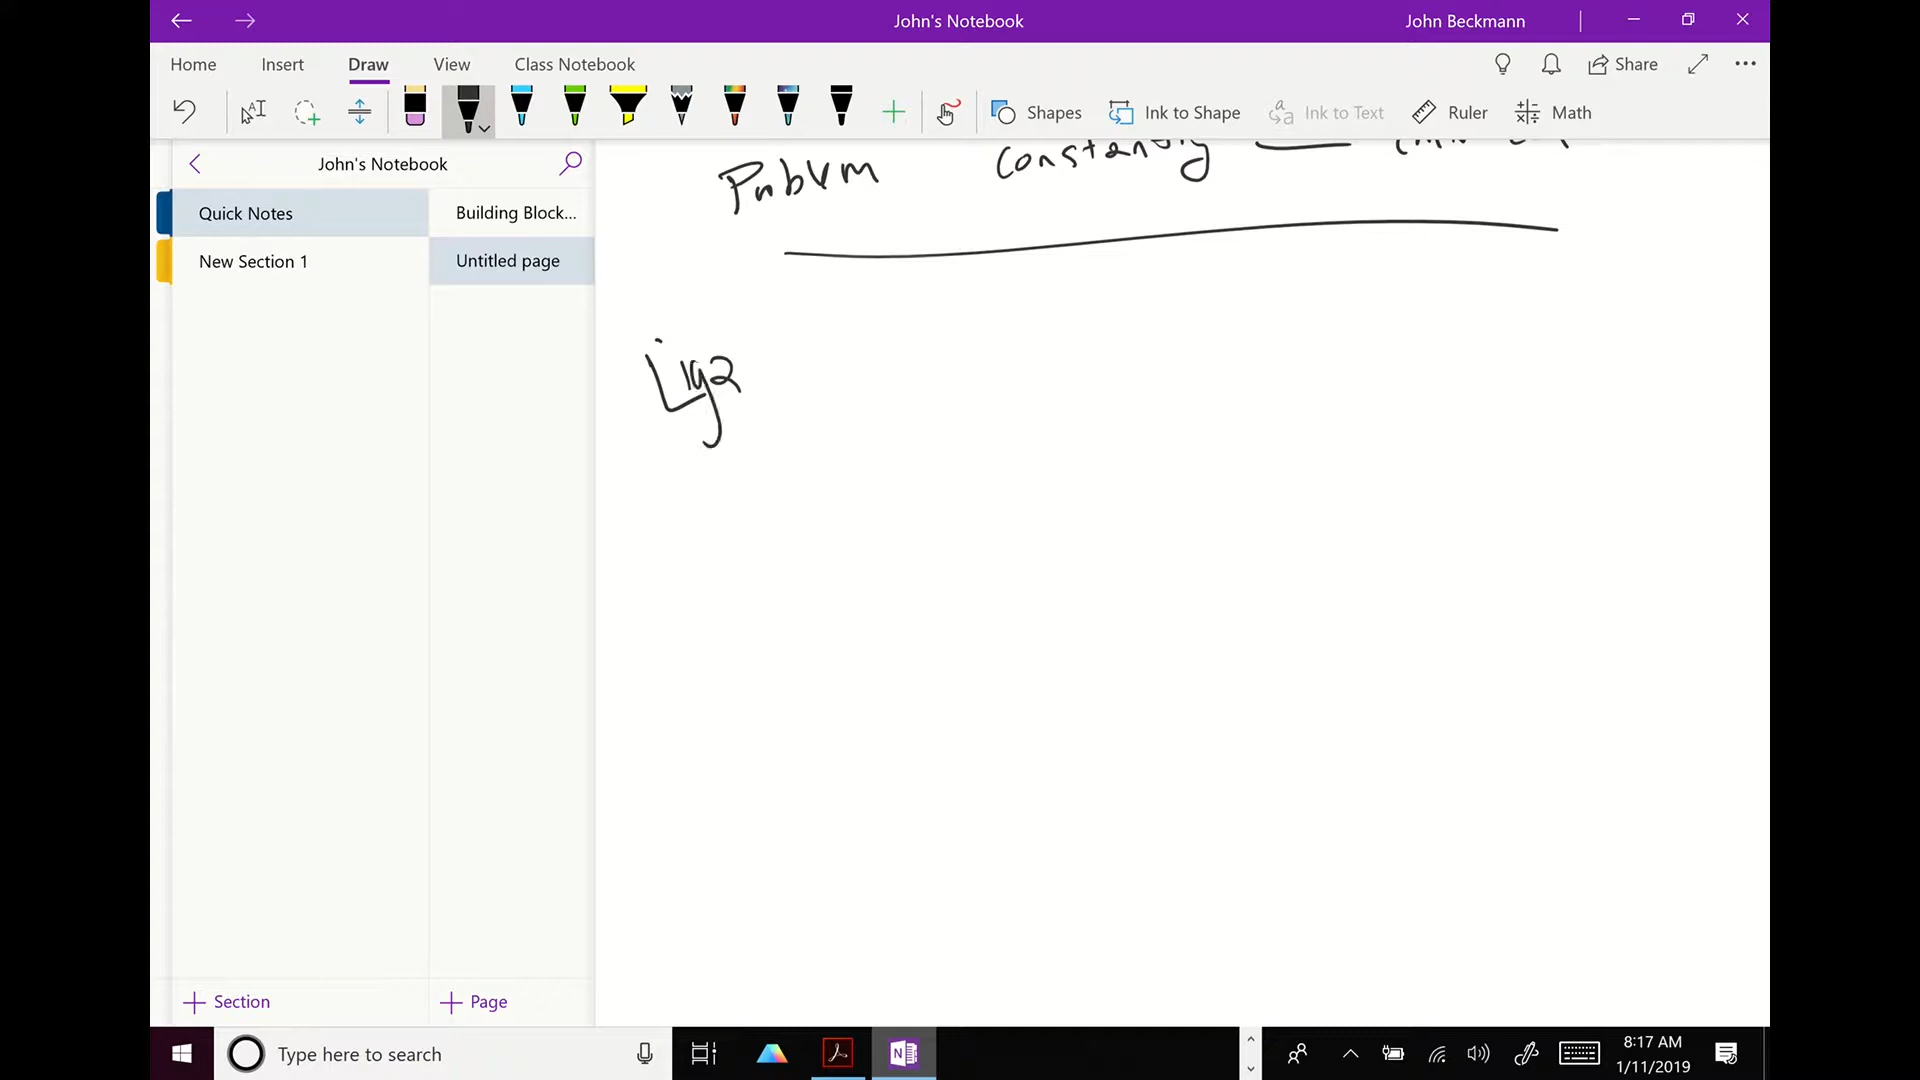 John's Notebook John Beckmann
Home Insert Draw View Class Notebook Share
Shapes Ink to Shape Ink to Text Ruler Math
John's Notebook
Quick Notes Building Block...
New Section 1 Untitled page
Problem constantly
Section Page
Type here to search 8:17 AM
1/11/2019